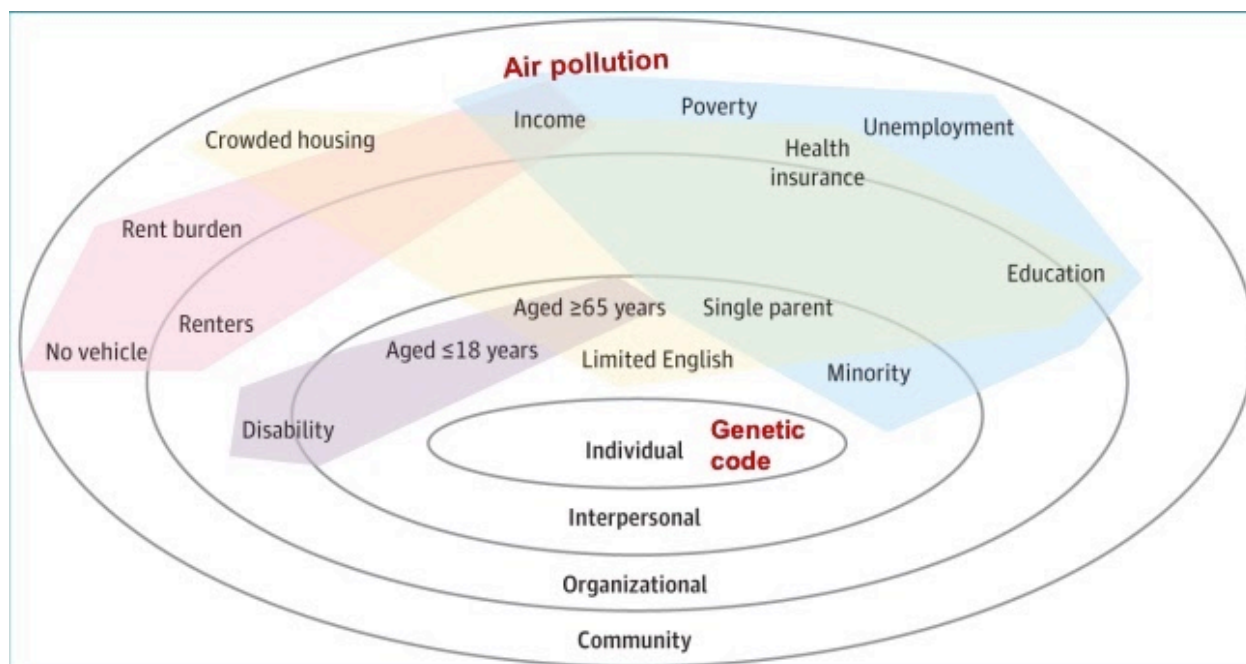 Air pollution
Poverty
Income
Unemployment
Crowded housing
Health
insurance
Rent burden
Education
Aged ≥65 years
Single parent
Renters
No vehicle
Aged ≤18 years
Limited English
Minority
Disability
Genetic
code
Individual
Interpersonal
Organizational
Community